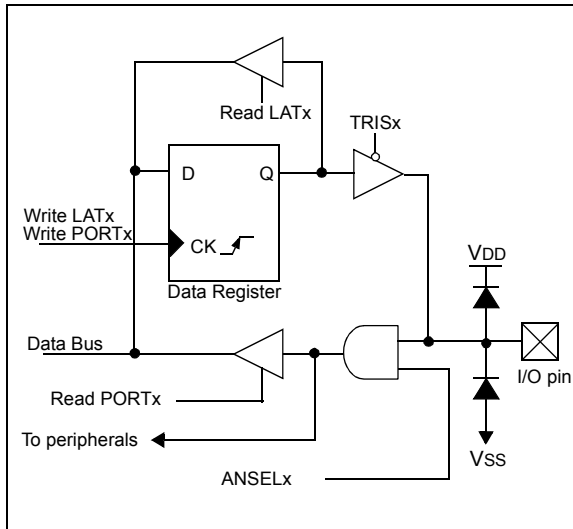 Read LATx
TRISx
D
Q
Write LATx
Write PORTx
CK
Data Register
VDD
Data Bus
I/O pin
Read PORTx
To peripherals
VSS
ANSELx